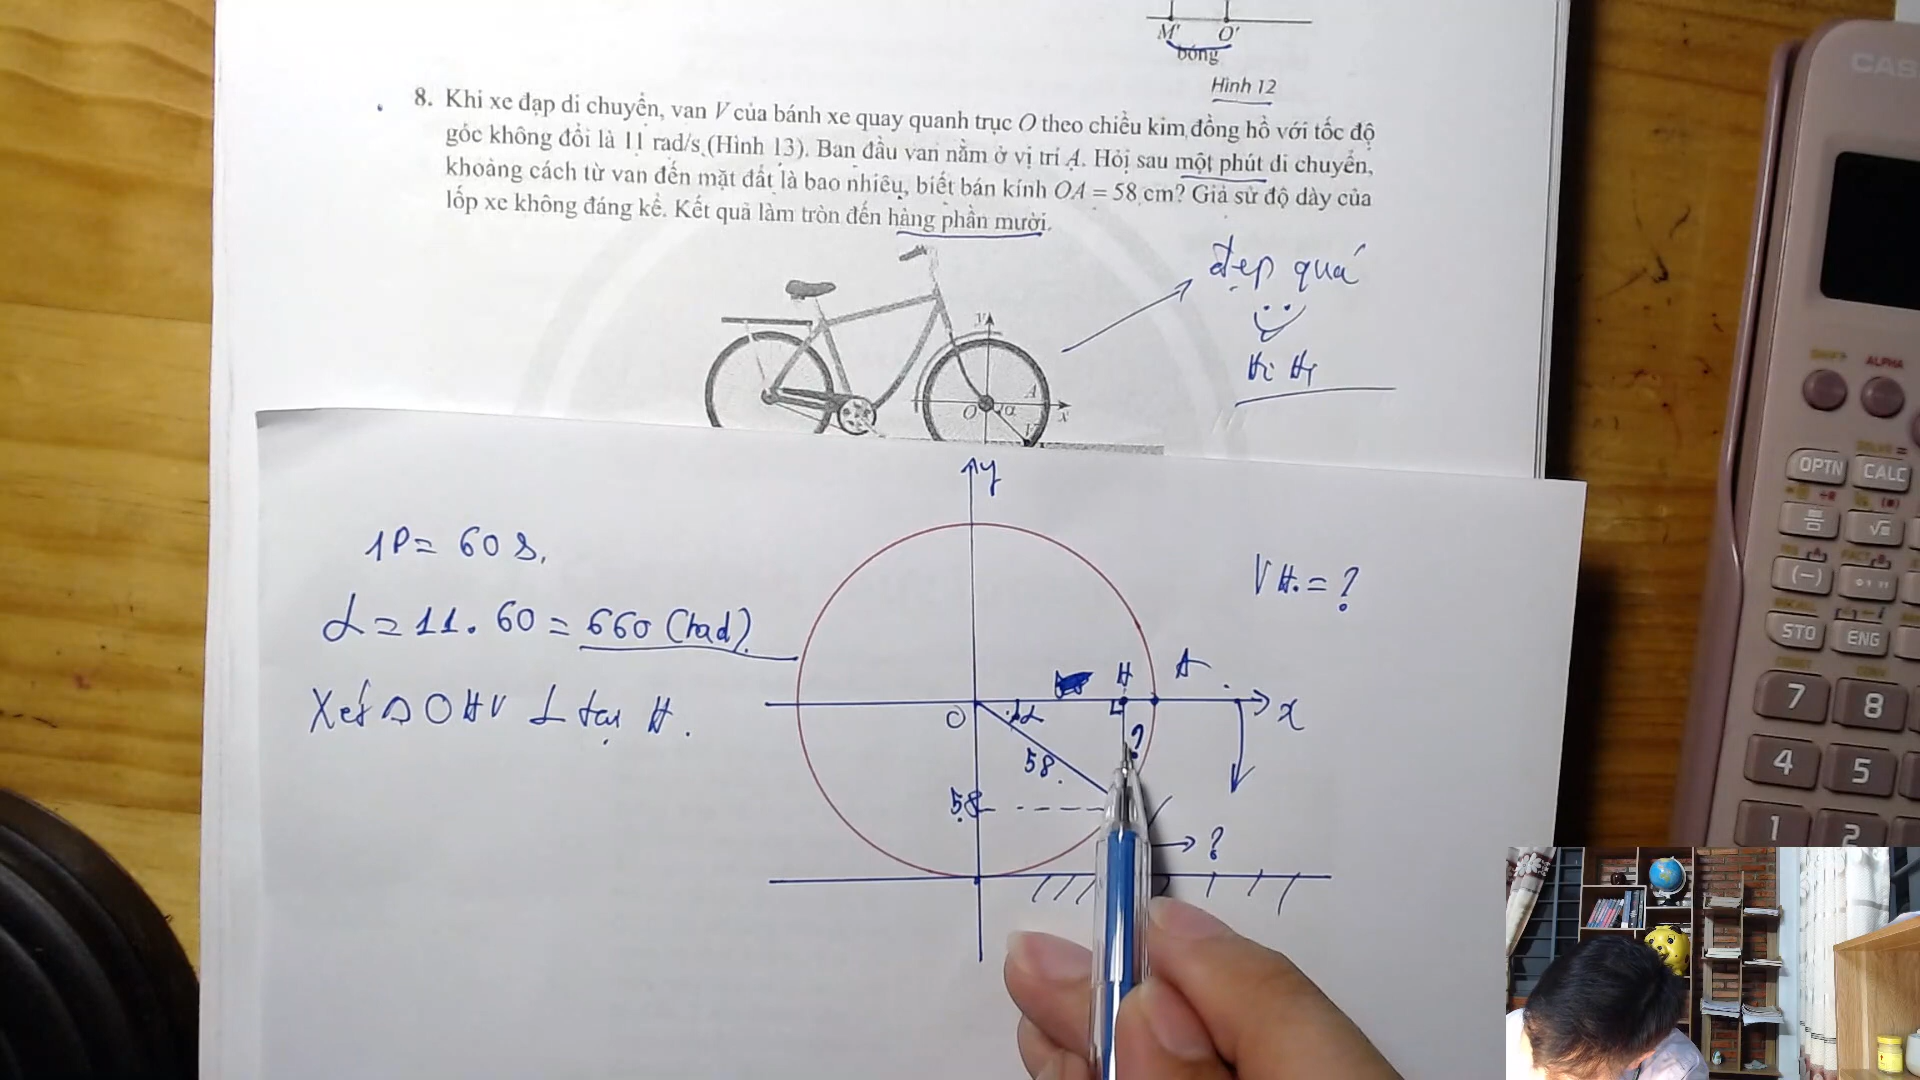 M' O'
bóng
Hình 12
8. Khi xe đạp di chuyển, van V của bánh xe quay quanh trục O theo chiều kim đồng hồ với tốc độ
góc không đổi là 11 rad/s (Hình 13). Ban đầu van nằm ở vị trí A. Hỏi sau một phút di chuyển,
khoảng cách từ van đến mặt đất là bao nhiêu, biết bán kính OA = 58 cm? Giả sử độ dày của
lốp xe không đáng kể. Kết quả làm tròn đến hàng phần mười.
đẹp quá
y
A
O α x
V
y
1P = 60 s.
VH = ?
α = 11 . 60 = 660 (rad).
H A
Xét Δ OHV ⊥ tại H.
O α x
?
58
58
?
CAS
SHIFT ALPHA
OPTN CALC
(−) ° ' "
STO ENG
7 8
4 5
1 2